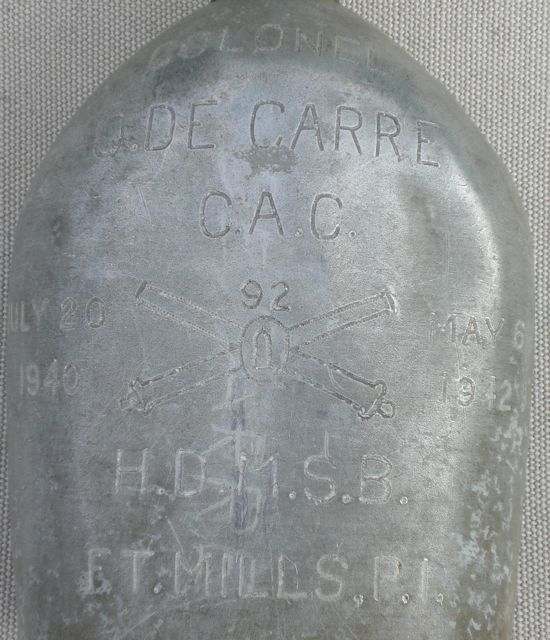 COLONEL
O. DE CARRE
C.A.C.
92
JULY 20 MAY 6
1940 1942
H.D.M.S.B.
FT. MILLS, P.I.